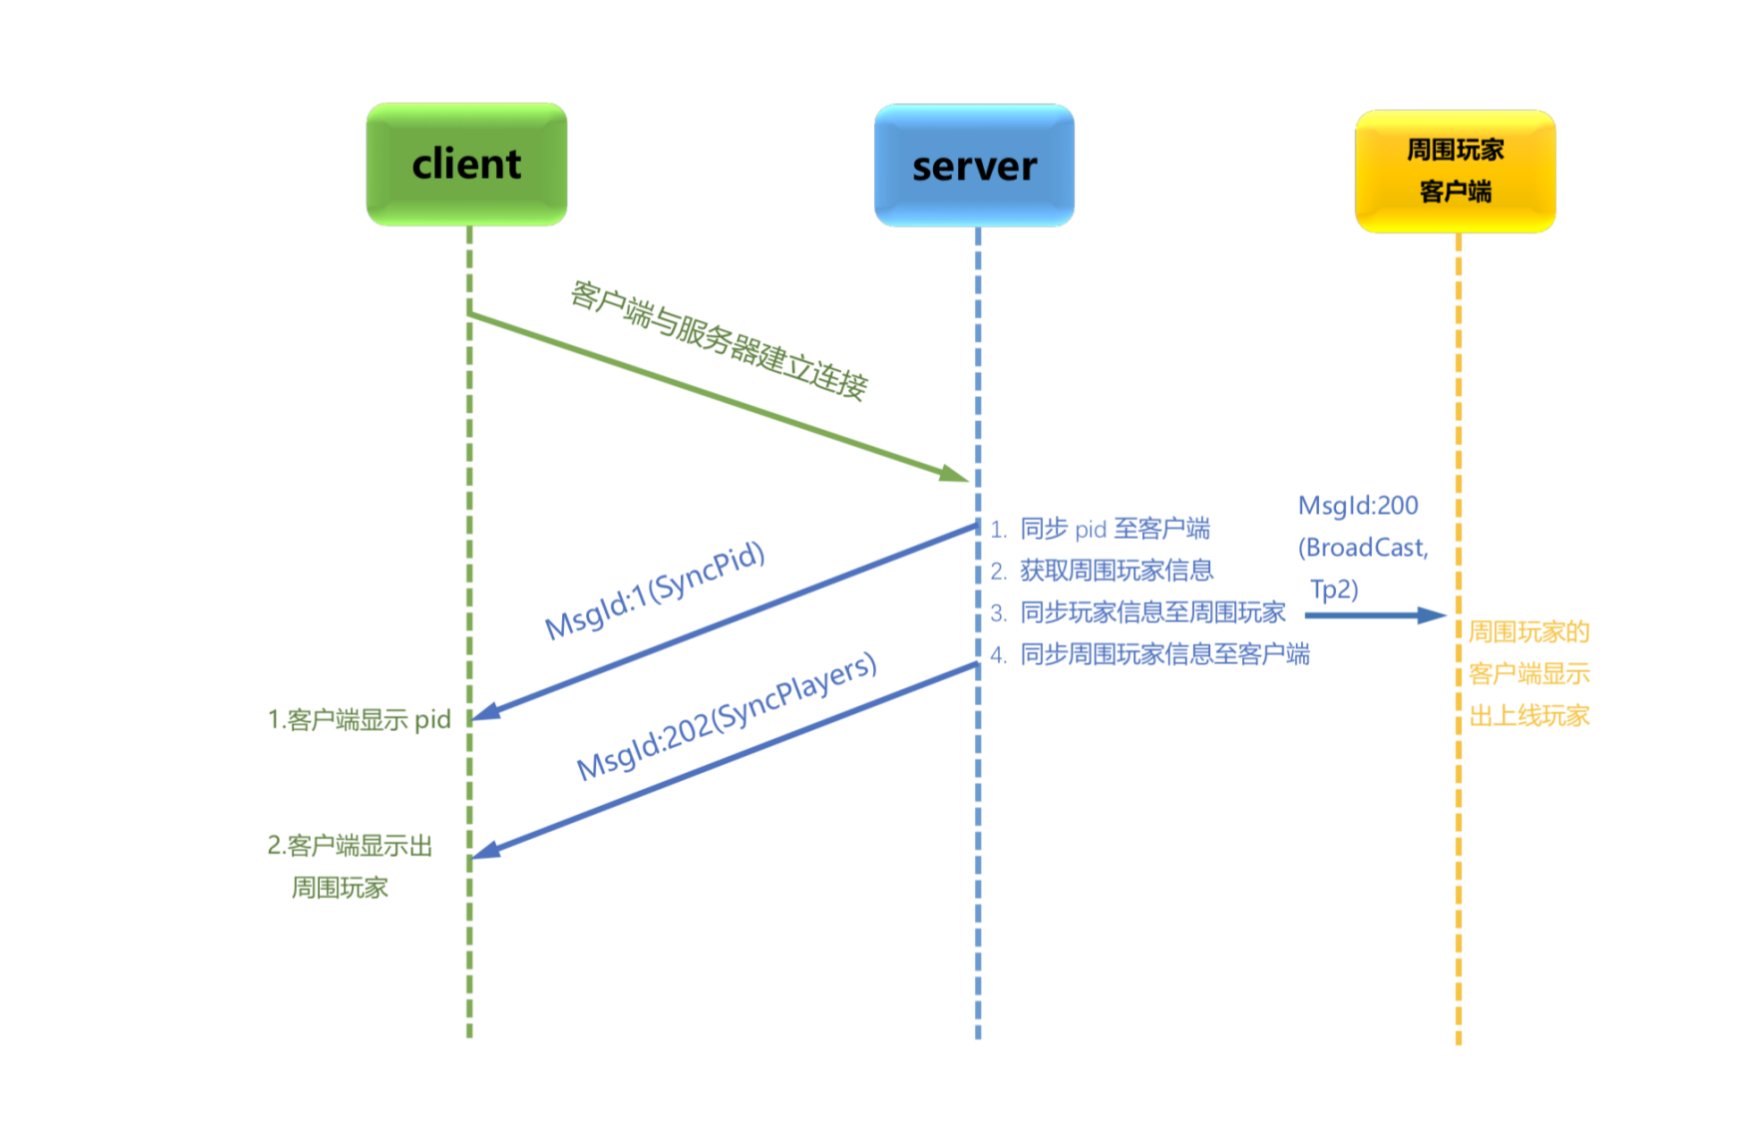 client
server
周围玩家
客户端
客户端与服务器建立连接
MsgId:1(SyncPid)
1. 同步 pid 至客户端
2. 获取周围玩家信息
3. 同步玩家信息至周围玩家
4. 同步周围玩家信息至客户端
MsgId:200
(BroadCast,
Tp2)
周围玩家的
客户端显示
出上线玩家
MsgId:202(SyncPlayers)
1.客户端显示 pid
2.客户端显示出
周围玩家